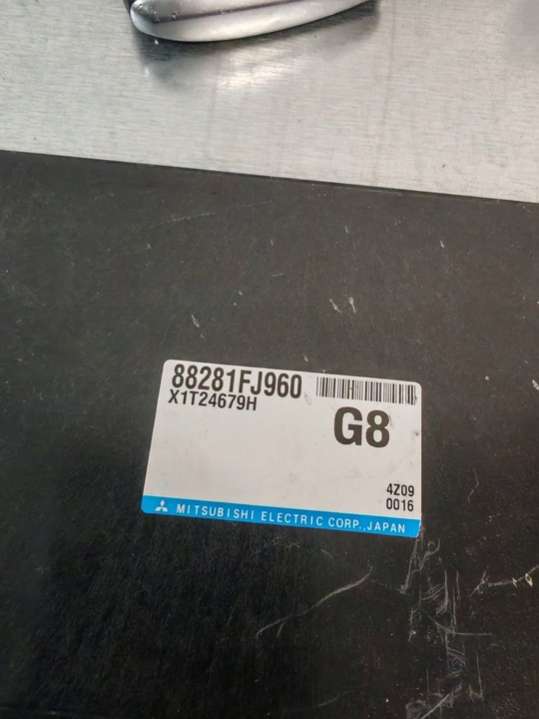 88281FJ960
X1T24679H
G8
4Z09
0016
MITSUBISHI ELECTRIC CORP.,JAPAN